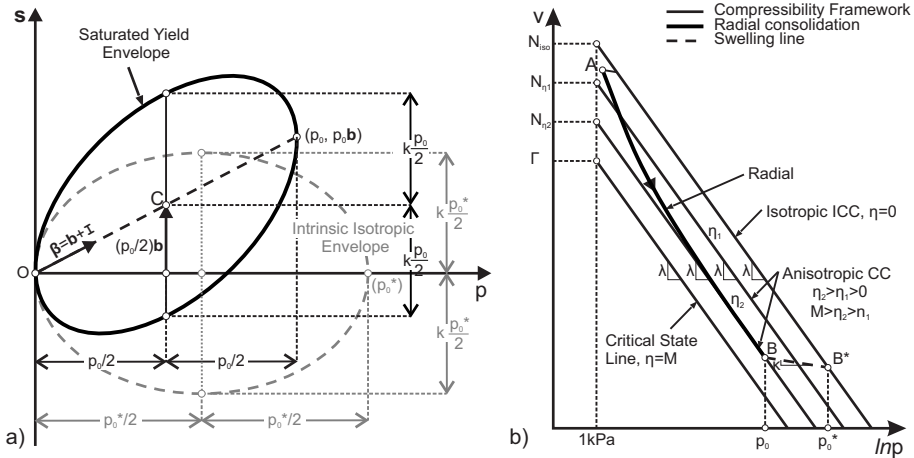 s
Saturated Yield
Envelope
(p₀, p₀b)
k p₀/2
C
k p₀*/2
β=b+I
(p₀/2)b
Intrinsic Isotropic
Envelope
k p₀/2
O
(p₀*)
p
k p₀*/2
p₀/2
p₀/2
p₀*/2
p₀*/2
a)
v
Compressibility Framework
Radial consolidation
Swelling line
N_iso
A
N_η1
N_η2
Γ
Radial
Isotropic ICC, η=0
η₁
λ λ λ λ
Anisotropic CC
η₂>η₁>0
M>η₂>n₁
η₂
Critical State
Line, η=M
B
κ
B*
b)
1kPa
p₀
p₀*
lnp